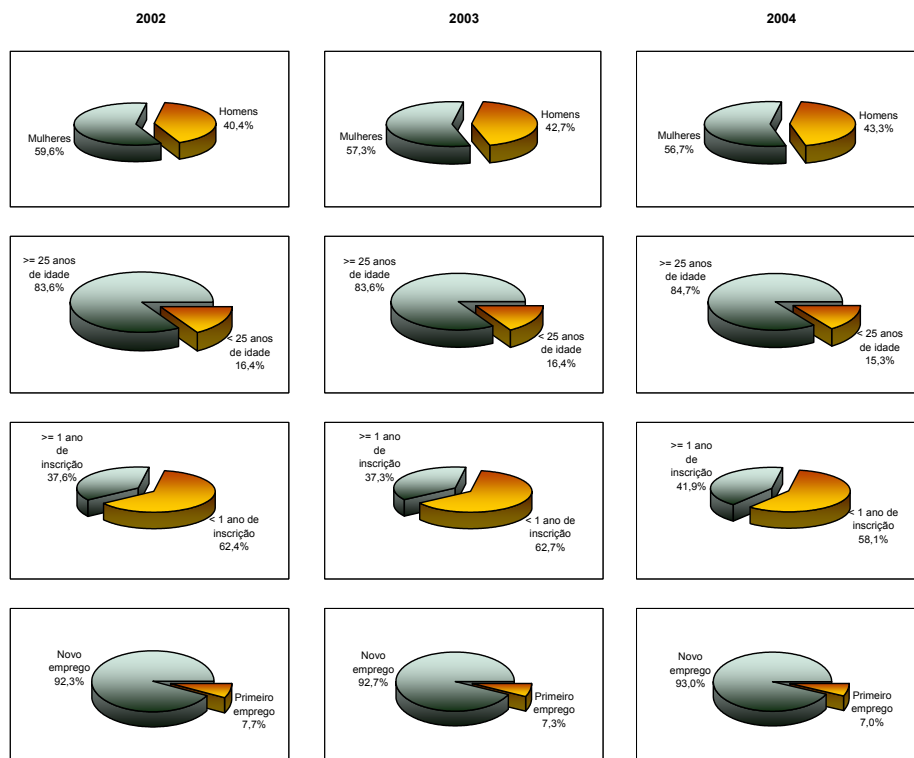 2002
2003
2004
Homens
40,4%
Mulheres
59,6%
Homens
42,7%
Mulheres
57,3%
Homens
43,3%
Mulheres
56,7%
>= 25 anos
de idade
83,6%
< 25 anos
de idade
16,4%
>= 25 anos
de idade
83,6%
< 25 anos
de idade
16,4%
>= 25 anos
de idade
84,7%
< 25 anos
de idade
15,3%
>= 1 ano
de
inscrição
37,6%
< 1 ano de
inscrição
62,4%
>= 1 ano
de
inscrição
37,3%
< 1 ano de
inscrição
62,7%
>= 1 ano
de
inscrição
41,9%
< 1 ano de
inscrição
58,1%
Novo
emprego
92,3%
Primeiro
emprego
7,7%
Novo
emprego
92,7%
Primeiro
emprego
7,3%
Novo
emprego
93,0%
Primeiro
emprego
7,0%